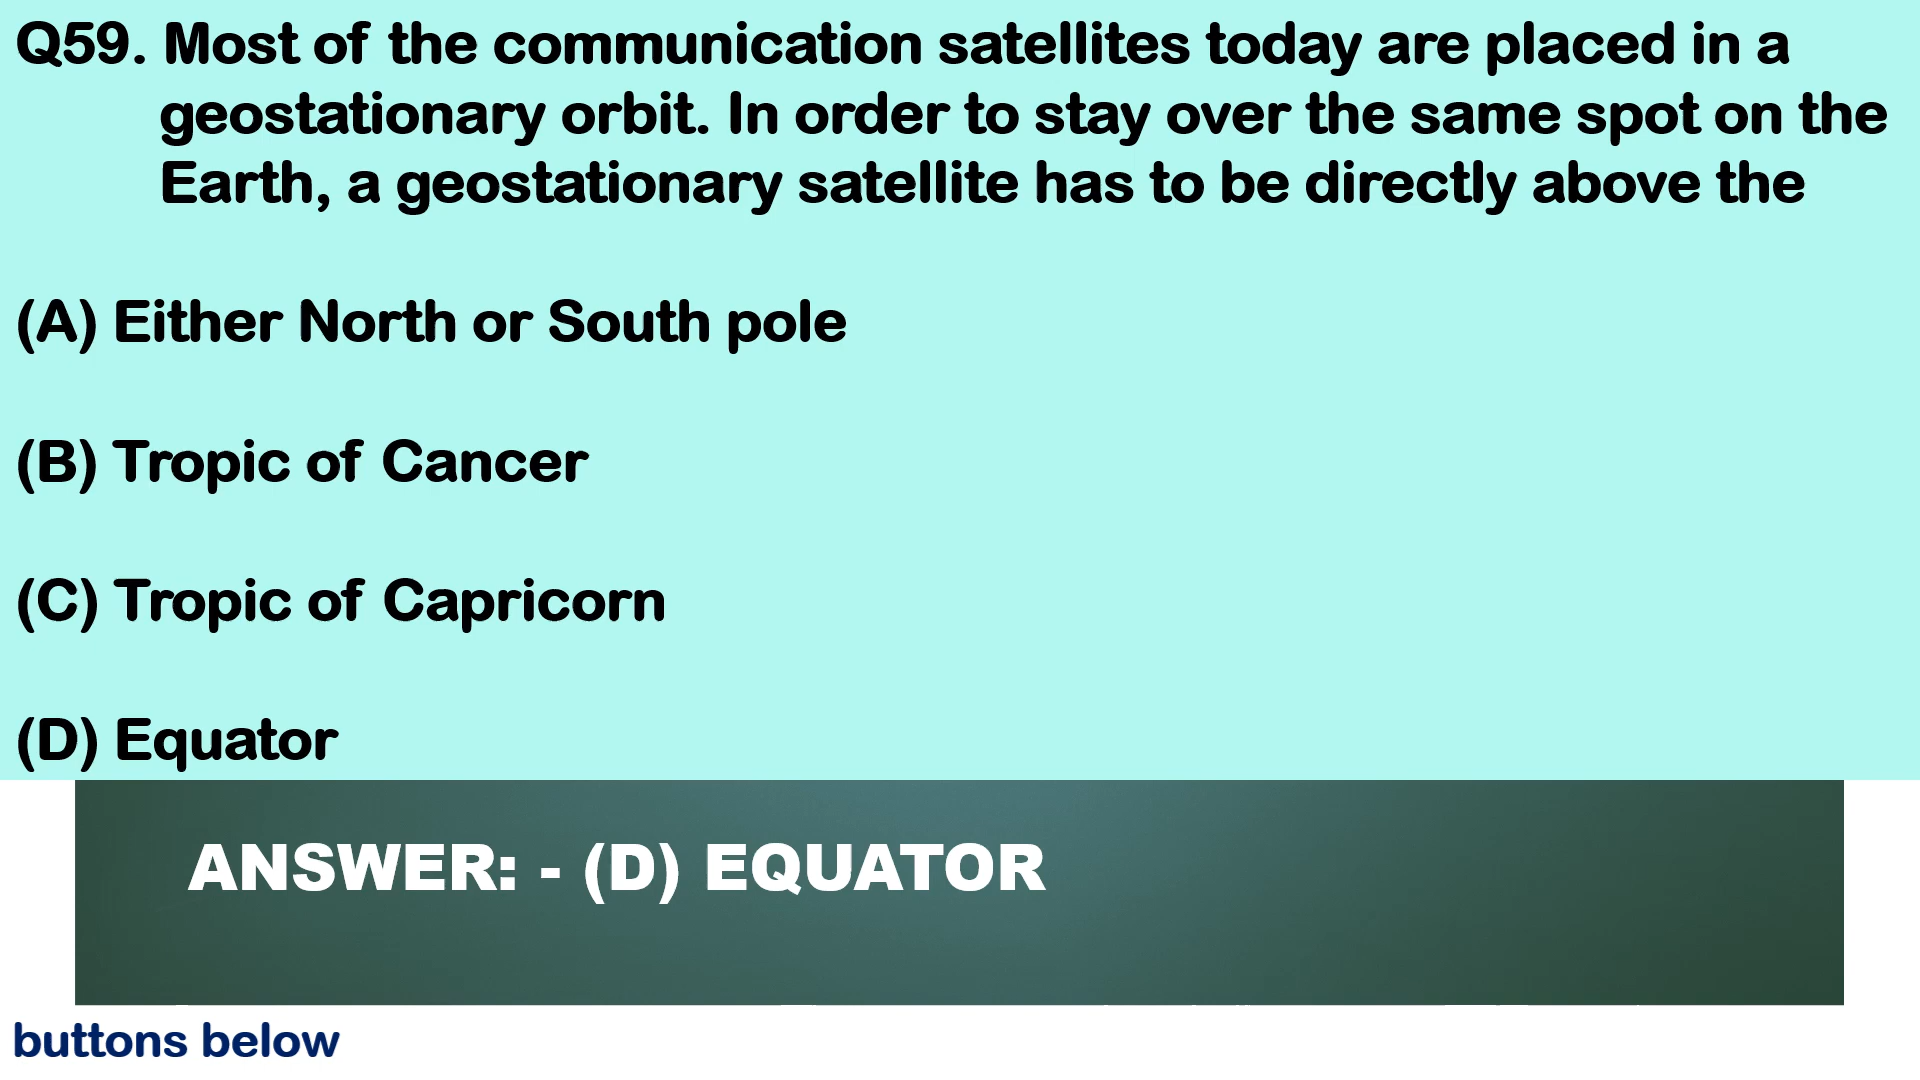 Q59. Most of the communication satellites today are placed in a
geostationary orbit. In order to stay over the same spot on the
Earth, a geostationary satellite has to be directly above the
(A) Either North or South pole
(B) Tropic of Cancer
(C) Tropic of Capricorn
(D) Equator
ANSWER: - (D) EQUATOR
buttons below